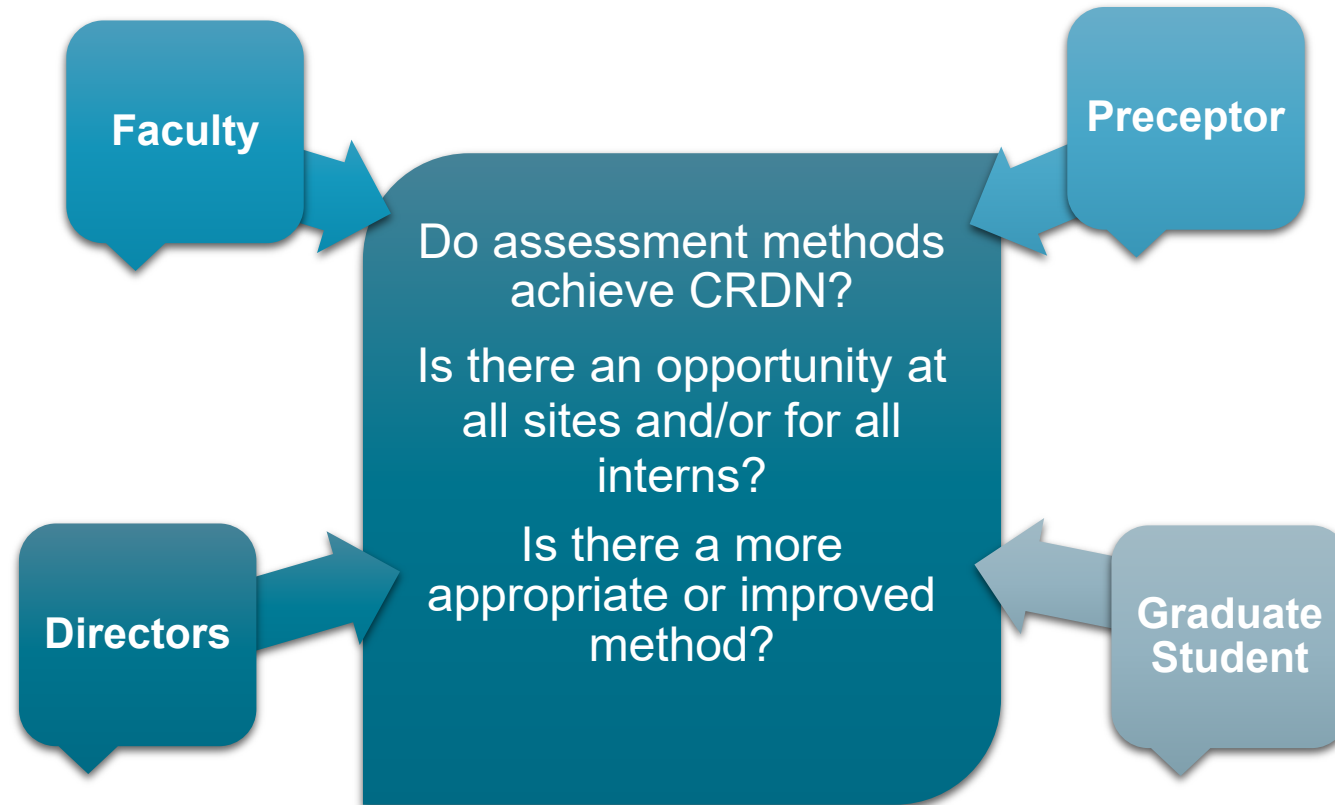 Faculty
Preceptor
Do assessment methods
achieve CRDN?
Is there an opportunity at
all sites and/or for all
interns?
Is there a more
appropriate or improved
method?
Directors
Graduate
Student